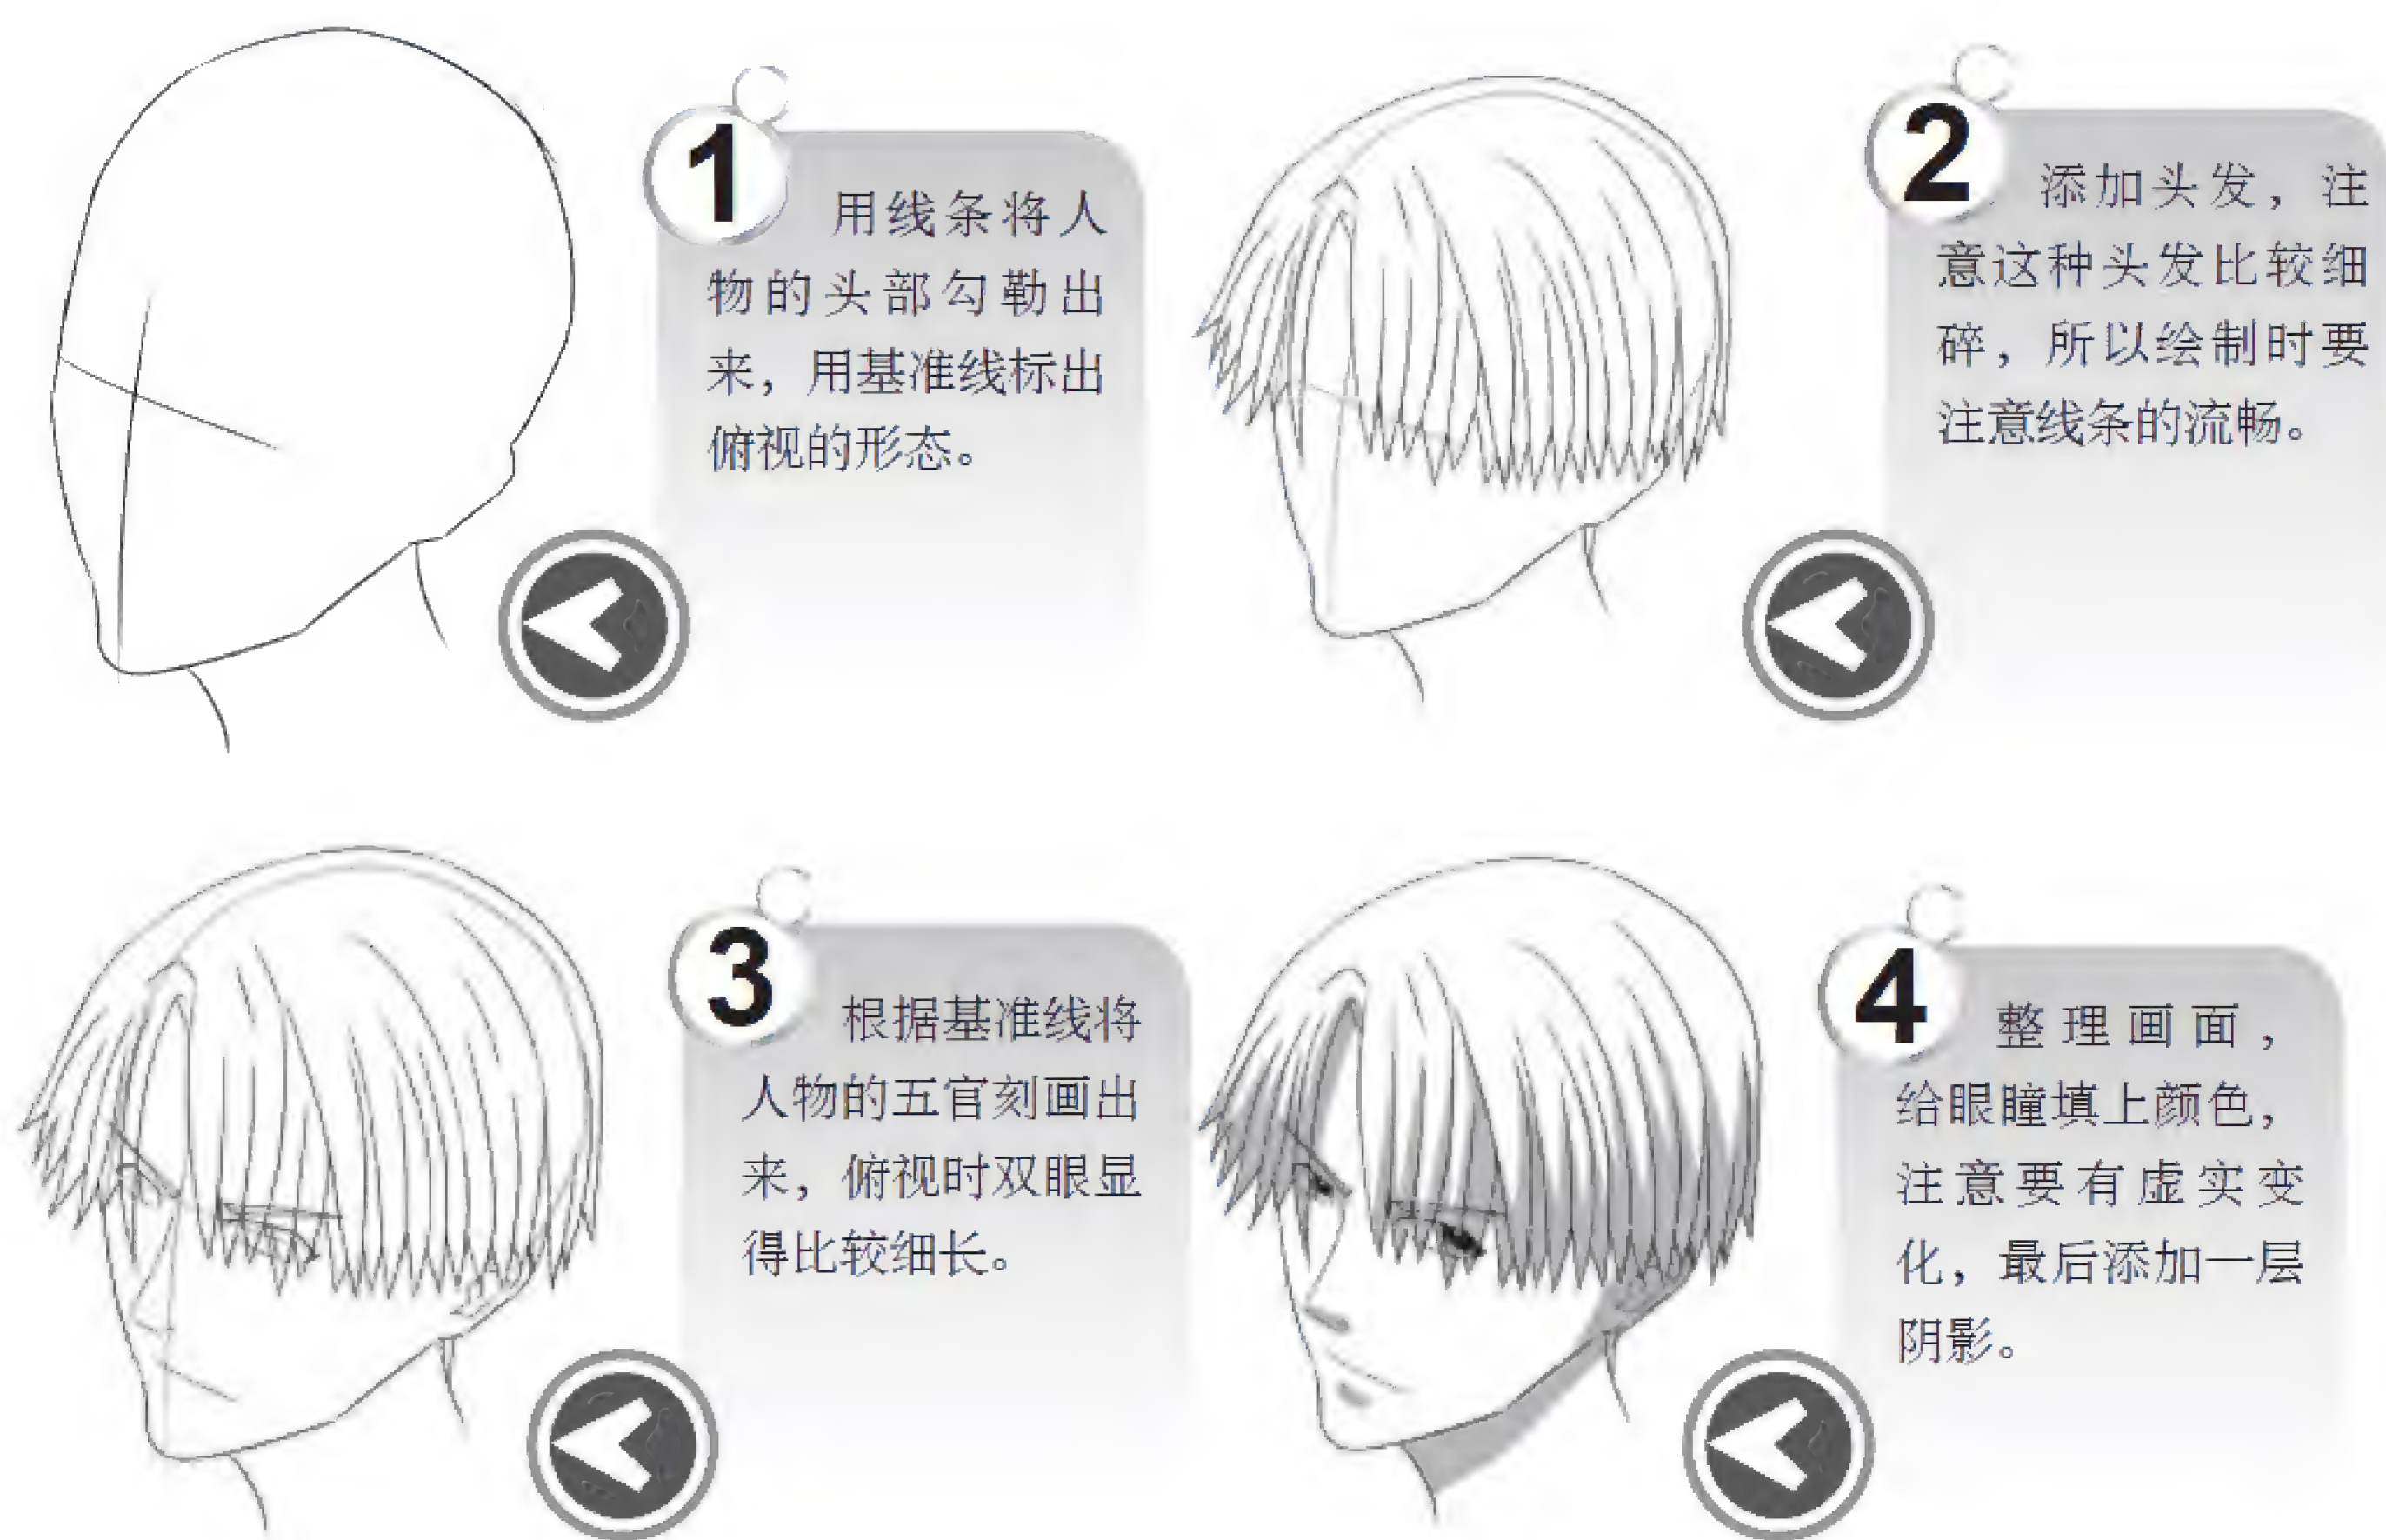 1
用线条将人
物的头部勾勒出
来，用基准线标出
俯视的形态。
2
添加头发，注
意这种头发比较细
碎，所以绘制时要
注意线条的流畅。
3
根据基准线将
人物的五官刻画出
来，俯视时双眼显
得比较细长。
4
整理画面，
给眼瞳填上颜色，
注意要有虚实变
化，最后添加一层
阴影。